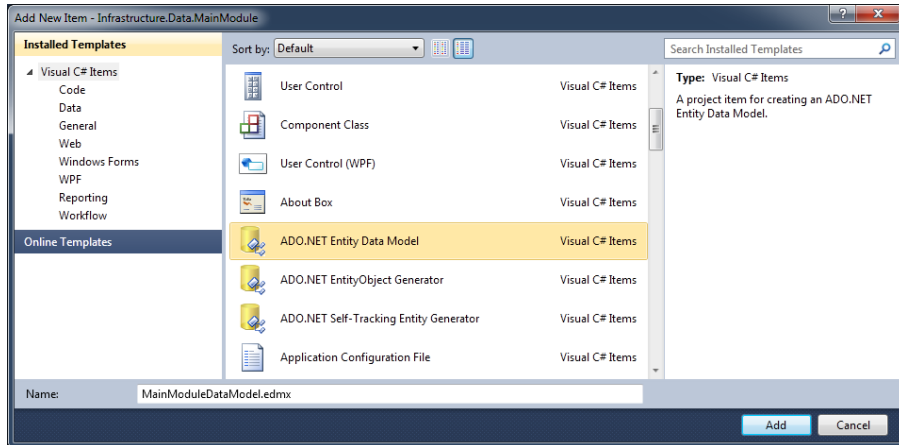 Add New Item - Infrastructure.Data.MainModule
Installed Templates
Visual C# Items
Code
Data
General
Web
Windows Forms
WPF
Reporting
Workflow
Online Templates
Sort by: Default
Search Installed Templates
User Control Visual C# Items
Component Class Visual C# Items
User Control (WPF) Visual C# Items
About Box Visual C# Items
ADO.NET Entity Data Model Visual C# Items
ADO.NET EntityObject Generator Visual C# Items
ADO.NET Self-Tracking Entity Generator Visual C# Items
Application Configuration File Visual C# Items
Type: Visual C# Items
A project item for creating an ADO.NET
Entity Data Model.
Name: MainModuleDataModel.edmx
Add Cancel